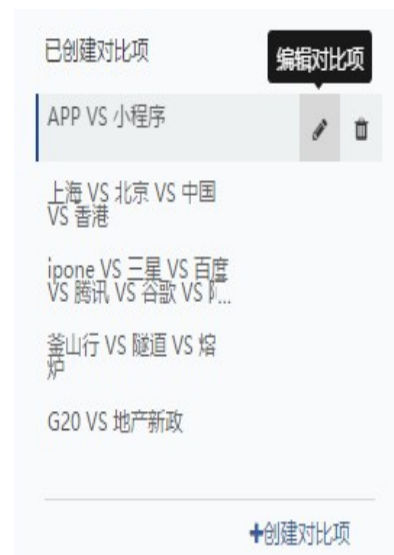 已创建对比项
编辑对比项
APP VS 小程序
上海 VS 北京 VS 中国
VS 香港
ipone VS 三星 VS 百度
VS 腾讯 VS 谷歌 VS 阿...
釜山行 VS 隧道 VS 熔
炉
G20 VS 地产新政
+创建对比项